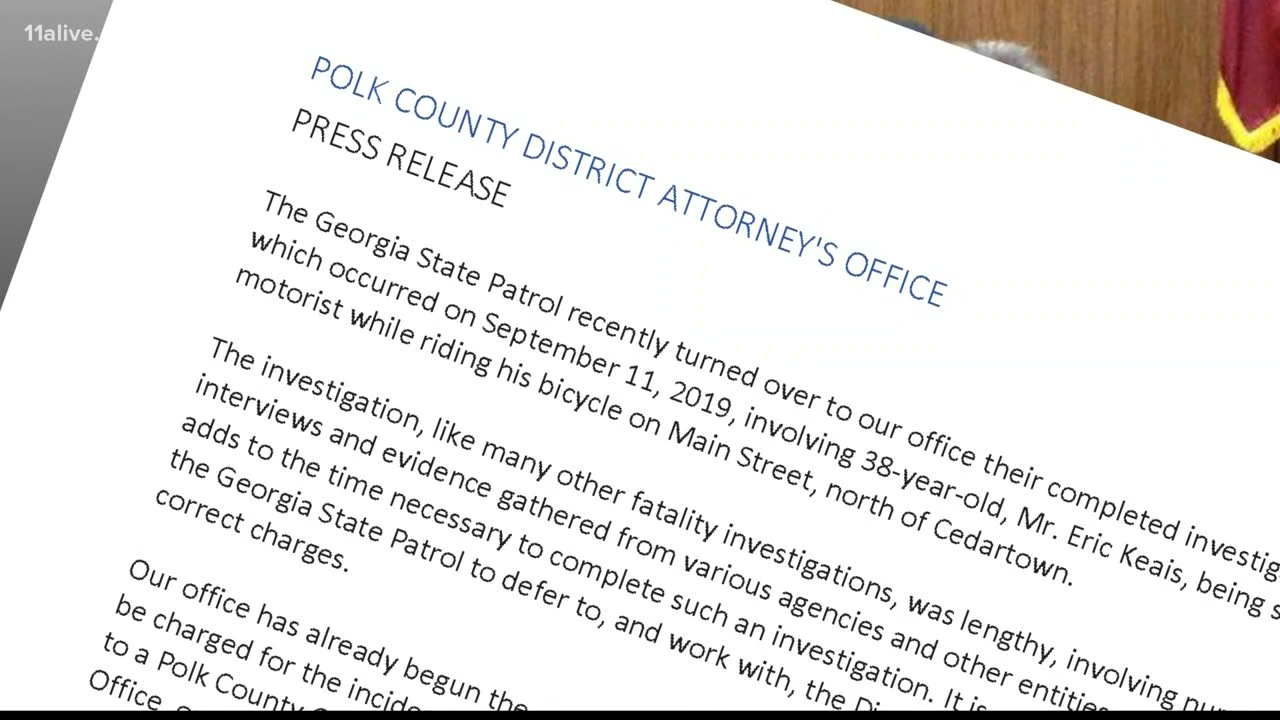 11alive.
POLK COUNTY DISTRICT ATTORNEY'S OFFICE
PRESS RELEASE
The Georgia State Patrol recently turned over to our office their completed investig
which occurred on September 11, 2019, involving 38-year-old, Mr. Eric Keais, being s
motorist while riding his bicycle on Main Street, north of Cedartown.
The investigation, like many other fatality investigations, was lengthy, involving nu
interviews and evidence gathered from various agencies and other entities
adds to the time necessary to complete such an investigation. It is
the Georgia State Patrol to defer to, and work with, the Di
correct charges.
Our office has already begun the
be charged for the incide
to a Polk County
Office,